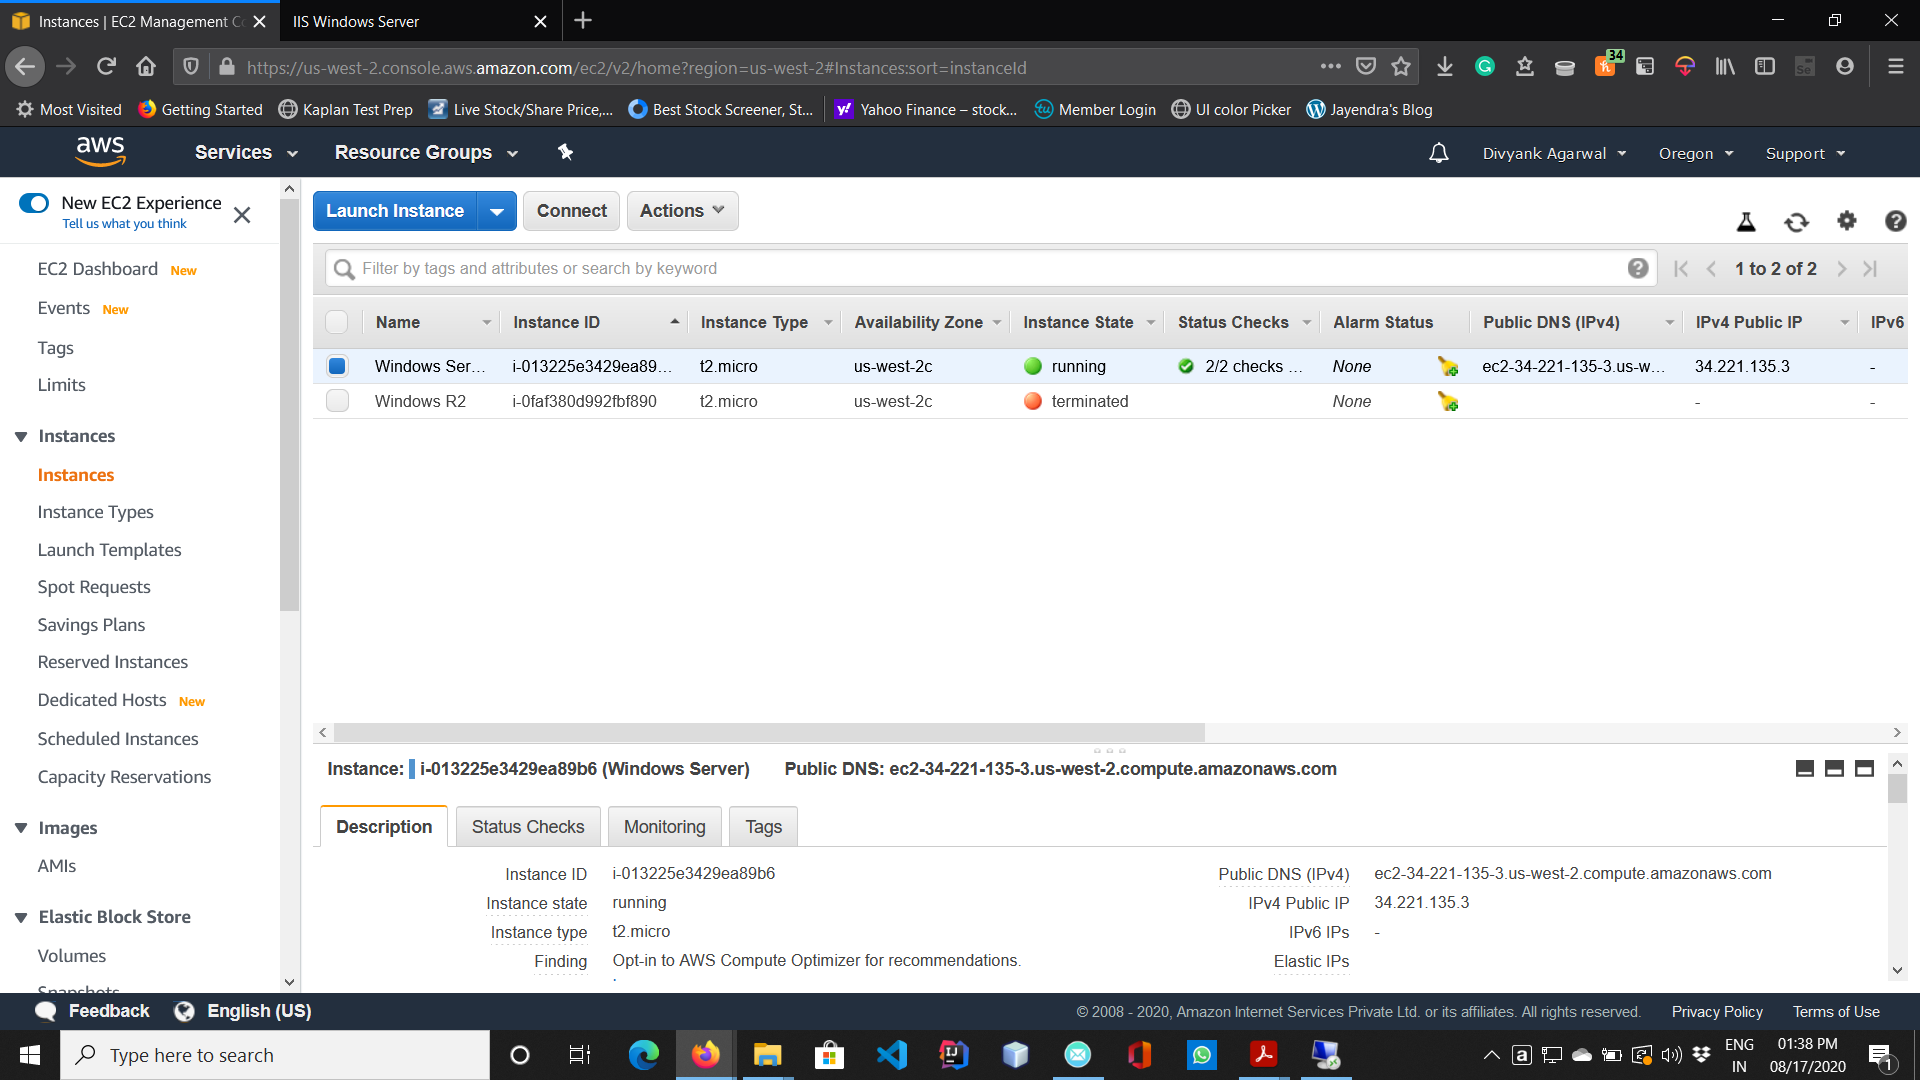 Instances | EC2 Management Co
IIS Windows Server
https://us-west-2.console.aws.amazon.com/ec2/v2/home?region=us-west-2#Instances:sort=instanceId
34
Most Visited
Getting Started
Kaplan Test Prep
Live Stock/Share Price,...
Best Stock Screener, St...
Yahoo Finance – stock...
Member Login
UI color Picker
Jayendra's Blog
aws
Services
Resource Groups
Divyank Agarwal
Oregon
Support
New EC2 Experience
Tell us what you think
EC2 Dashboard New
Events New
Tags
Limits
Instances
Instances
Instance Types
Launch Templates
Spot Requests
Savings Plans
Reserved Instances
Dedicated Hosts New
Scheduled Instances
Capacity Reservations
Images
AMIs
Elastic Block Store
Volumes
Snapshots
Launch Instance
Connect
Actions
Filter by tags and attributes or search by keyword
1 to 2 of 2
Name Instance ID Instance Type Availability Zone Instance State Status Checks Alarm Status Public DNS (IPv4) IPv4 Public IP IPv6
Windows Ser... i-013225e3429ea89... t2.micro us-west-2c running 2/2 checks ... None ec2-34-221-135-3.us-w... 34.221.135.3 -
Windows R2 i-0faf380d992fbf890 t2.micro us-west-2c terminated None - -
Instance: i-013225e3429ea89b6 (Windows Server) Public DNS: ec2-34-221-135-3.us-west-2.compute.amazonaws.com
Description
Status Checks
Monitoring
Tags
Instance ID i-013225e3429ea89b6
Instance state running
Instance type t2.micro
Finding Opt-in to AWS Compute Optimizer for recommendations.
Public DNS (IPv4) ec2-34-221-135-3.us-west-2.compute.amazonaws.com
IPv4 Public IP 34.221.135.3
IPv6 IPs -
Elastic IPs
Feedback
English (US)
© 2008 - 2020, Amazon Internet Services Private Ltd. or its affiliates. All rights reserved.
Privacy Policy
Terms of Use
Type here to search
ENG
IN
01:38 PM
08/17/2020
1